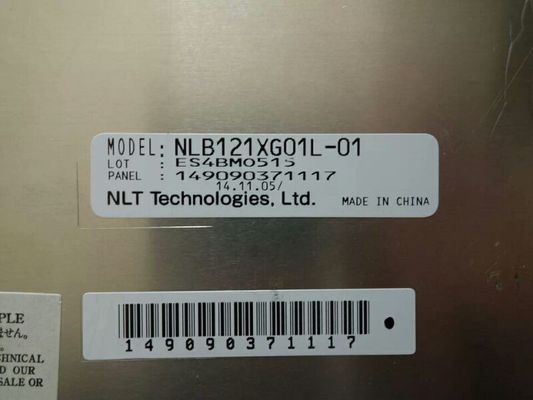 MODEL: NLB121XG01L-01
LOT : ES4BM0515
PANEL : 149090371117
14.11.05/
NLT Technologies, Ltd. MADE IN CHINA
149090371117
PLE
せん。
HNICAL
D OUR
SALE OR